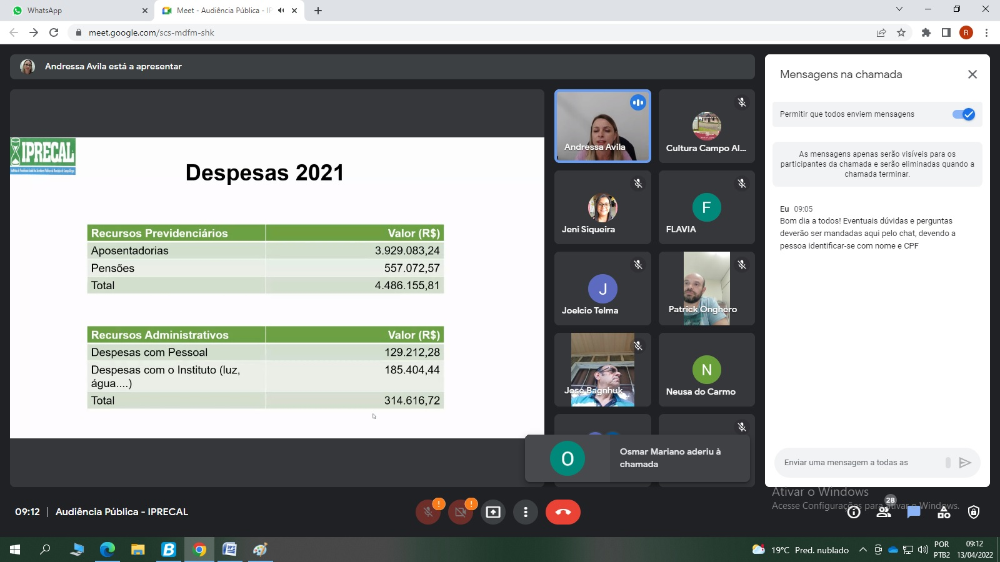 WhatsApp
Meet - Audiência Pública - IP
meet.google.com/scs-mdfm-shk
R
Andressa Avila está a apresentar
IPRECAL
Despesas 2021
Recursos Previdenciários Valor (R$)
Aposentadorias 3.929.083,24
Pensões 557.072,57
Total 4.486.155,81
Recursos Administrativos Valor (R$)
Despesas com Pessoal 129.212,28
Despesas com o Instituto (luz, 185.404,44
água....)
Total 314.616,72
Andressa Avila
Cultura Campo Al...
Jeni Siqueira
F
FLAVIA
J
Joelcio Telma
Patrick Onghero
José Bagnhuk
N
Neusa do Carmo
O
Osmar Mariano aderiu à
chamada
Mensagens na chamada
Permitir que todos enviem mensagens
As mensagens apenas serão visíveis para os
participantes da chamada e serão eliminadas quando a
chamada terminar.
Eu 09:05
Bom dia a todos! Eventuais dúvidas e perguntas
deverão ser mandadas aqui pelo chat, devendo a
pessoa identificar-se com nome e CPF
Enviar uma mensagem a todas as
Ativar o Windows
Acesse Configurações para ativar o Windows.
28
09:12 | Audiência Pública - IPRECAL
19°C Pred. nublado
POR
PTB2
09:12
13/04/2022